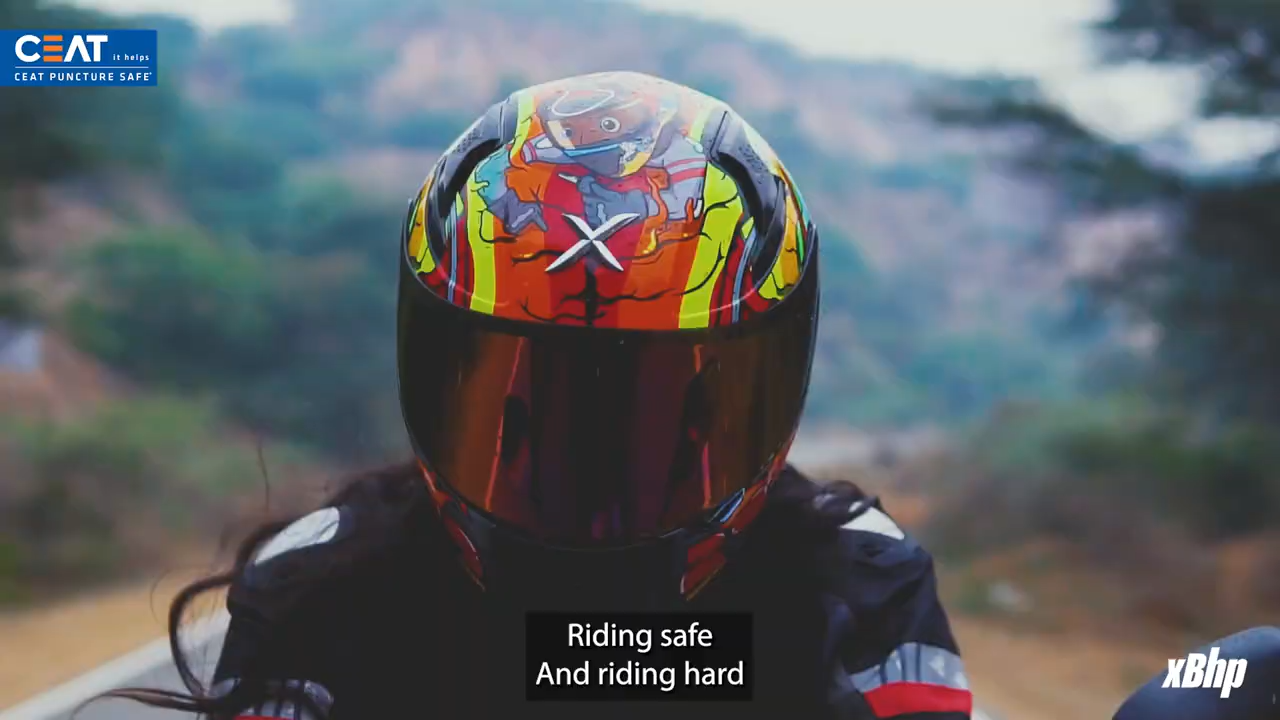 CEAT it helps
CEAT PUNCTURE SAFE
Riding safe
And riding hard
xBhp